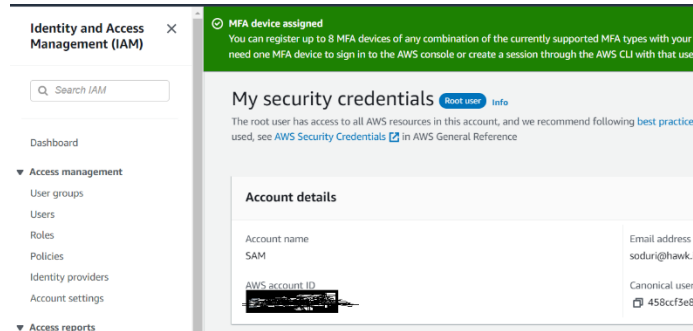 Identity and Access
Management (IAM)
Search IAM
Dashboard
Access management
User groups
Users
Roles
Policies
Identity providers
Account settings
Access reports
MFA device assigned
You can register up to 8 MFA devices of any combination of the currently supported MFA types with your
need one MFA device to sign in to the AWS console or create a session through the AWS CLI with that use
My security credentials Root user Info
The root user has access to all AWS resources in this account, and we recommend following best practice
used, see AWS Security Credentials in AWS General Reference
Account details
Account name
SAM
AWS account ID
Email address
soduri@hawk.
Canonical user
458ccf3e8